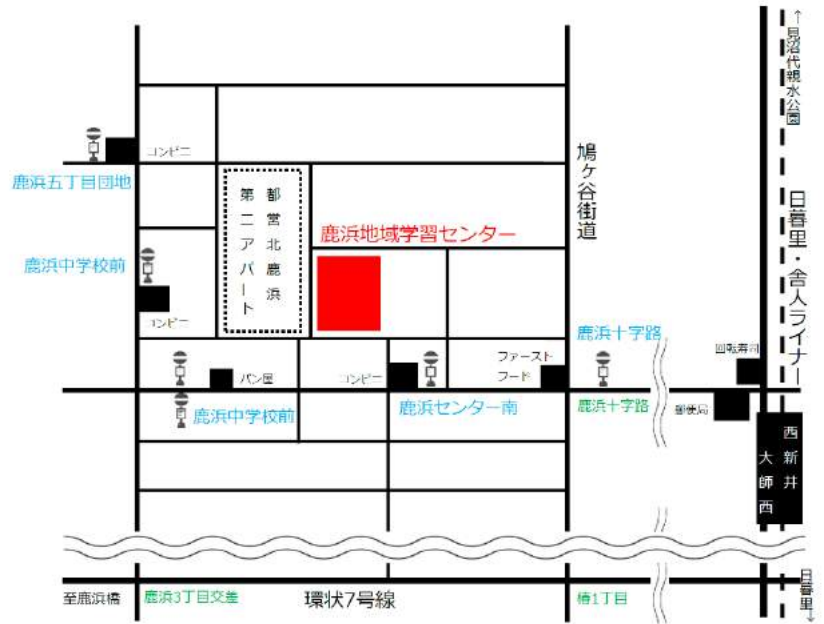 ↑見沼代親水公園
コンビニ
鹿浜五丁目団地
鳩ヶ谷街道
都営北鹿浜
第二アパート
日暮里・舎人ライナー
鹿浜地域学習センター
鹿浜中学校前
コンビニ
鹿浜十字路
回転寿司
ファースト
フード
パン屋
コンビニ
鹿浜中学校前
鹿浜センター南
鹿浜十字路
郵便局
西新井
大師西
至鹿浜橋
鹿浜3丁目交差
環状7号線
椿1丁目
日暮里↓